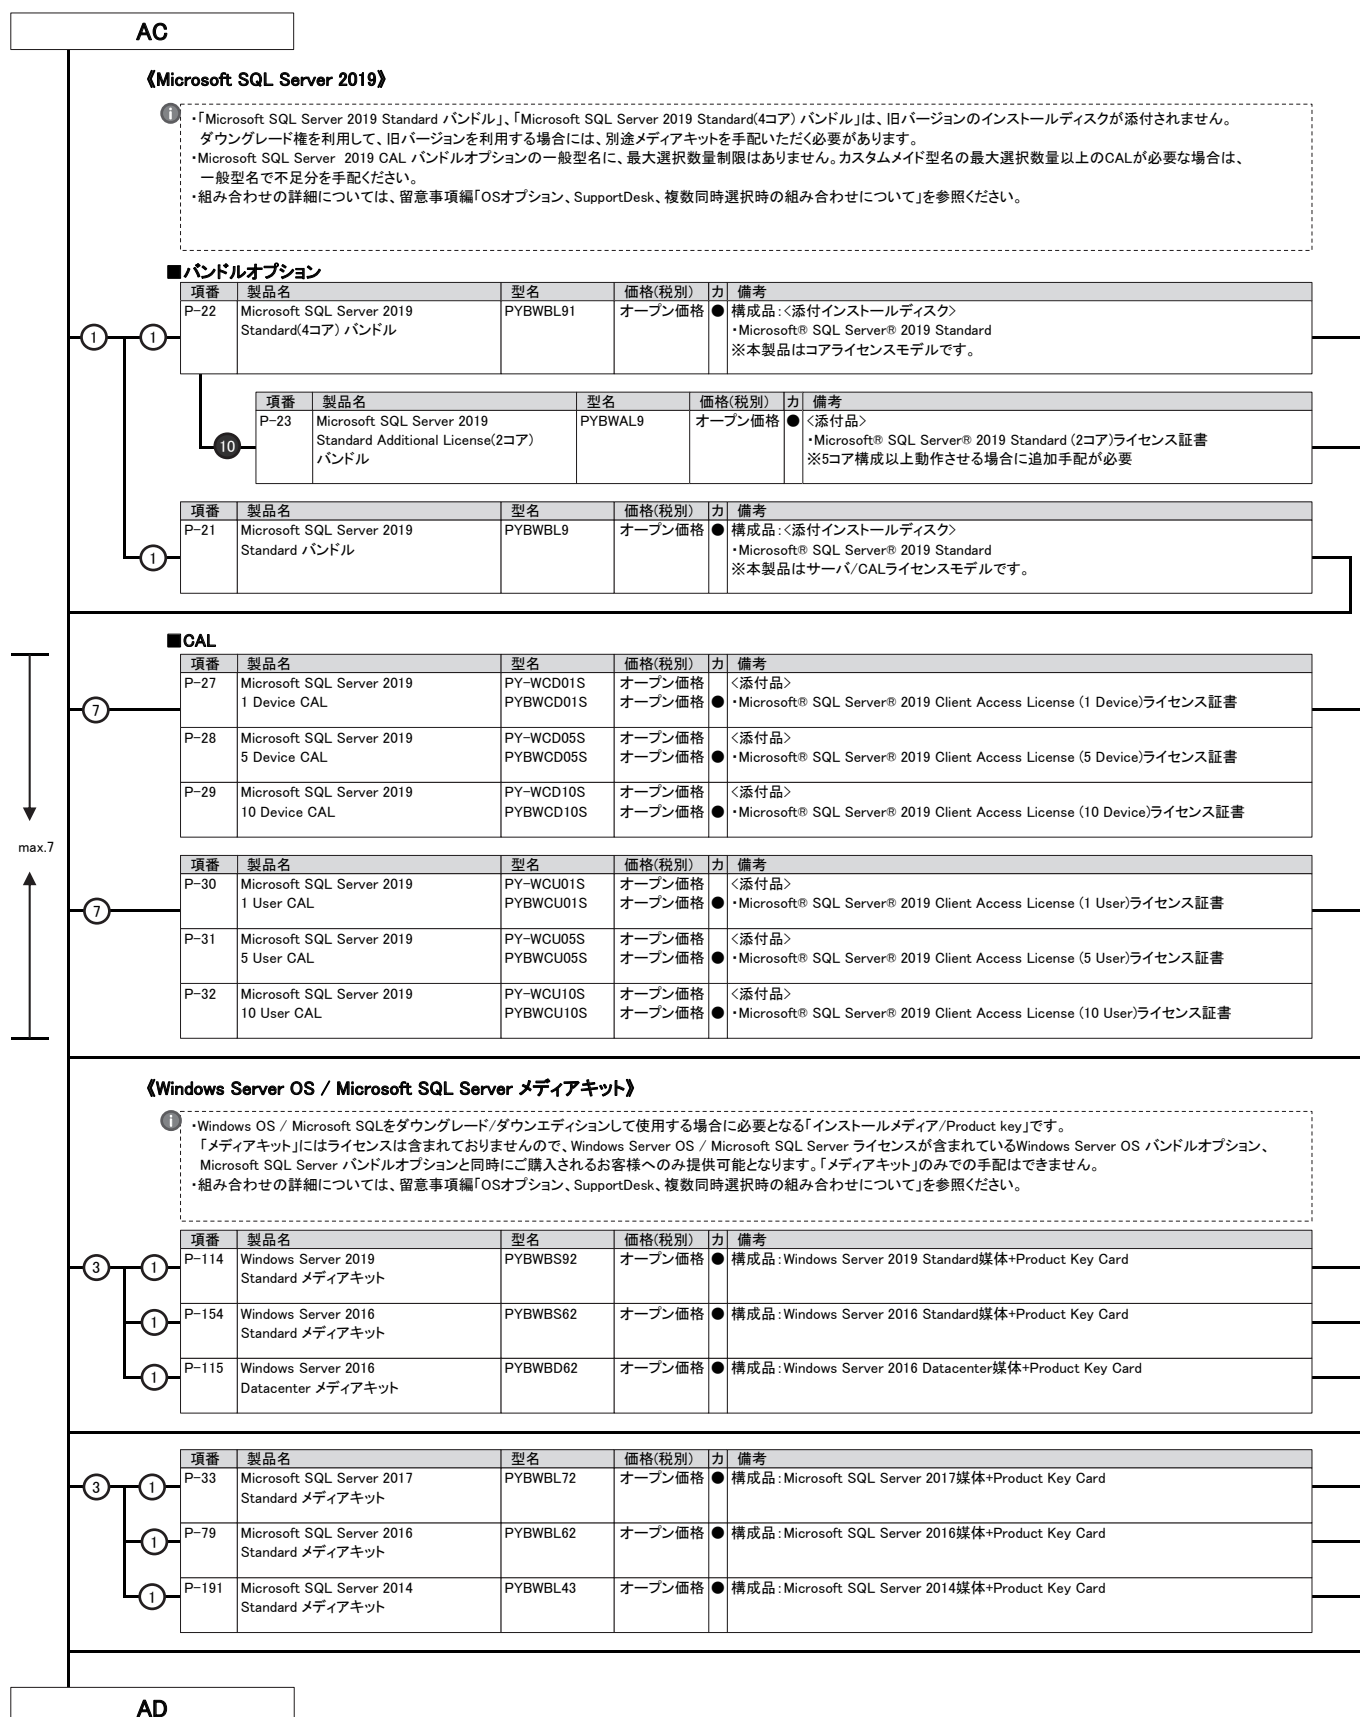 AC
《Microsoft SQL Server 2019》
i
・「Microsoft SQL Server 2019 Standard バンドル」、「Microsoft SQL Server 2019 Standard(4コア) バンドル」は、旧バージョンのインストールディスクが添付されません。
ダウングレード権を利用して、旧バージョンを利用する場合には、別途メディアキットを手配いただく必要があります。
・Microsoft SQL Server 2019 CAL バンドルオプションの一般型名に、最大選択数量制限はありません。カスタムメイド型名の最大選択数量以上のCALが必要な場合は、
一般型名で不足分を手配ください。
・組み合わせの詳細については、留意事項編「OSオプション、SupportDesk、複数同時選択時の組み合わせについて」を参照ください。
■バンドルオプション
項番 製品名 型名 価格(税別) カ 備考
P-22 Microsoft SQL Server 2019 PYBWBL91 オープン価格 ● 構成品:<添付インストールディスク>
Standard(4コア) バンドル ・Microsoft® SQL Server® 2019 Standard
1 1 ※本製品はコアライセンスモデルです。
項番 製品名 型名 価格(税別) カ 備考
P-23 Microsoft SQL Server 2019 PYBWAL9 オープン価格 ● <添付品>
10 Standard Additional License(2コア) ・Microsoft® SQL Server® 2019 Standard (2コア)ライセンス証書
バンドル ※5コア構成以上動作させる場合に追加手配が必要
項番 製品名 型名 価格(税別) カ 備考
P-21 Microsoft SQL Server 2019 PYBWBL9 オープン価格 ● 構成品:<添付インストールディスク>
1 Standard バンドル ・Microsoft® SQL Server® 2019 Standard
※本製品はサーバ/CALライセンスモデルです。
■CAL
項番 製品名 型名 価格(税別) カ 備考
P-27 Microsoft SQL Server 2019 PY-WCD01S オープン価格 <添付品>
7 1 Device CAL PYBWCD01S オープン価格 ● ・Microsoft® SQL Server® 2019 Client Access License (1 Device)ライセンス証書
P-28 Microsoft SQL Server 2019 PY-WCD05S オープン価格 <添付品>
5 Device CAL PYBWCD05S オープン価格 ● ・Microsoft® SQL Server® 2019 Client Access License (5 Device)ライセンス証書
P-29 Microsoft SQL Server 2019 PY-WCD10S オープン価格 <添付品>
10 Device CAL PYBWCD10S オープン価格 ● ・Microsoft® SQL Server® 2019 Client Access License (10 Device)ライセンス証書
max.7
項番 製品名 型名 価格(税別) カ 備考
P-30 Microsoft SQL Server 2019 PY-WCU01S オープン価格 <添付品>
7 1 User CAL PYBWCU01S オープン価格 ● ・Microsoft® SQL Server® 2019 Client Access License (1 User)ライセンス証書
P-31 Microsoft SQL Server 2019 PY-WCU05S オープン価格 <添付品>
5 User CAL PYBWCU05S オープン価格 ● ・Microsoft® SQL Server® 2019 Client Access License (5 User)ライセンス証書
P-32 Microsoft SQL Server 2019 PY-WCU10S オープン価格 <添付品>
10 User CAL PYBWCU10S オープン価格 ● ・Microsoft® SQL Server® 2019 Client Access License (10 User)ライセンス証書
《Windows Server OS / Microsoft SQL Server メディアキット》
i
・Windows OS / Microsoft SQLをダウングレード/ダウンエディションして使用する場合に必要となる「インストールメディア/Product key」です。
「メディアキット」にはライセンスは含まれておりませんので、Windows Server OS / Microsoft SQL Server ライセンスが含まれているWindows Server OS バンドルオプション、
Microsoft SQL Server バンドルオプションと同時にご購入されるお客様へのみ提供可能となります。「メディアキット」のみでの手配はできません。
・組み合わせの詳細については、留意事項編「OSオプション、SupportDesk、複数同時選択時の組み合わせについて」を参照ください。
項番 製品名 型名 価格(税別) カ 備考
3 1 P-114 Windows Server 2019 PYBWBS92 オープン価格 ● 構成品:Windows Server 2019 Standard媒体+Product Key Card
Standard メディアキット
1 P-154 Windows Server 2016 PYBWBS62 オープン価格 ● 構成品:Windows Server 2016 Standard媒体+Product Key Card
Standard メディアキット
1 P-115 Windows Server 2016 PYBWBD62 オープン価格 ● 構成品:Windows Server 2016 Datacenter媒体+Product Key Card
Datacenter メディアキット
項番 製品名 型名 価格(税別) カ 備考
3 1 P-33 Microsoft SQL Server 2017 PYBWBL72 オープン価格 ● 構成品:Microsoft SQL Server 2017媒体+Product Key Card
Standard メディアキット
1 P-79 Microsoft SQL Server 2016 PYBWBL62 オープン価格 ● 構成品:Microsoft SQL Server 2016媒体+Product Key Card
Standard メディアキット
1 P-191 Microsoft SQL Server 2014 PYBWBL43 オープン価格 ● 構成品:Microsoft SQL Server 2014媒体+Product Key Card
Standard メディアキット
AD